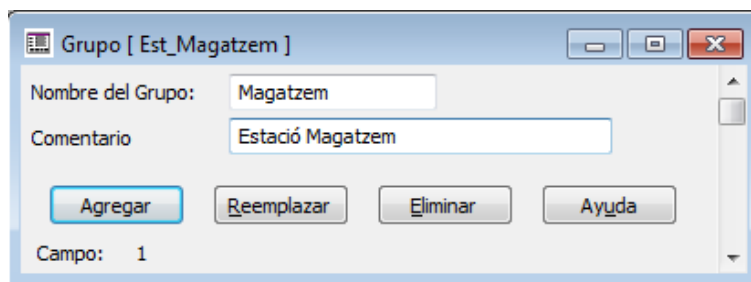 Grupo [ Est_Magatzem ]
Nombre del Grupo: Magatzem
Comentario Estació Magatzem
Agregar Reemplazar Eliminar Ayuda
Campo: 1